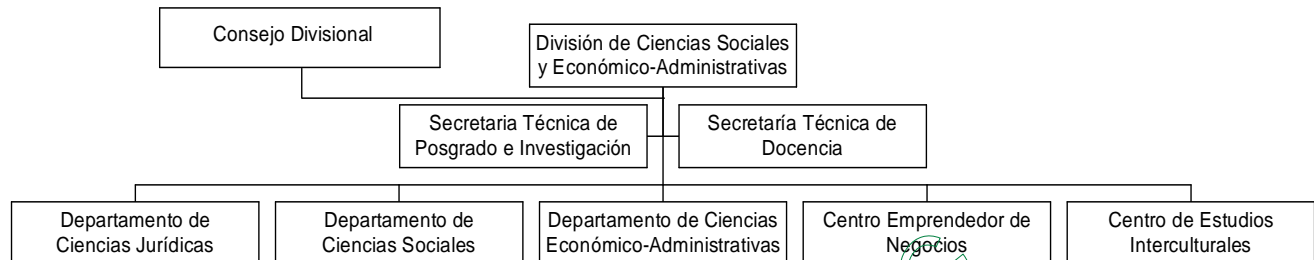 Consejo Divisional
División de Ciencias Sociales
y Económico-Administrativas
Secretaria Técnica de
Posgrado e Investigación
Secretaría Técnica de
Docencia
Departamento de
Ciencias Jurídicas
Departamento de
Ciencias Sociales
Departamento de Ciencias
Económico-Administrativas
Centro Emprendedor de
Negocios
Centro de Estudios
Interculturales